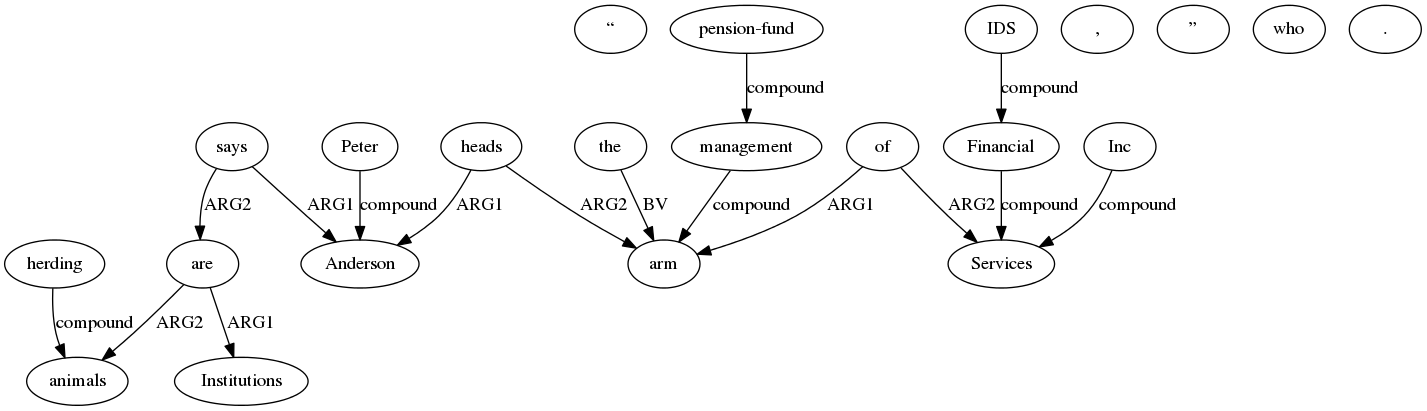 “ pension-fund IDS , ” who .
compound compound
says Peter heads the management of Financial Inc
ARG2 ARG1 compound ARG1 ARG2 BV compound ARG1 ARG2 compound compound
herding are Anderson arm Services
compound ARG2 ARG1
animals Institutions